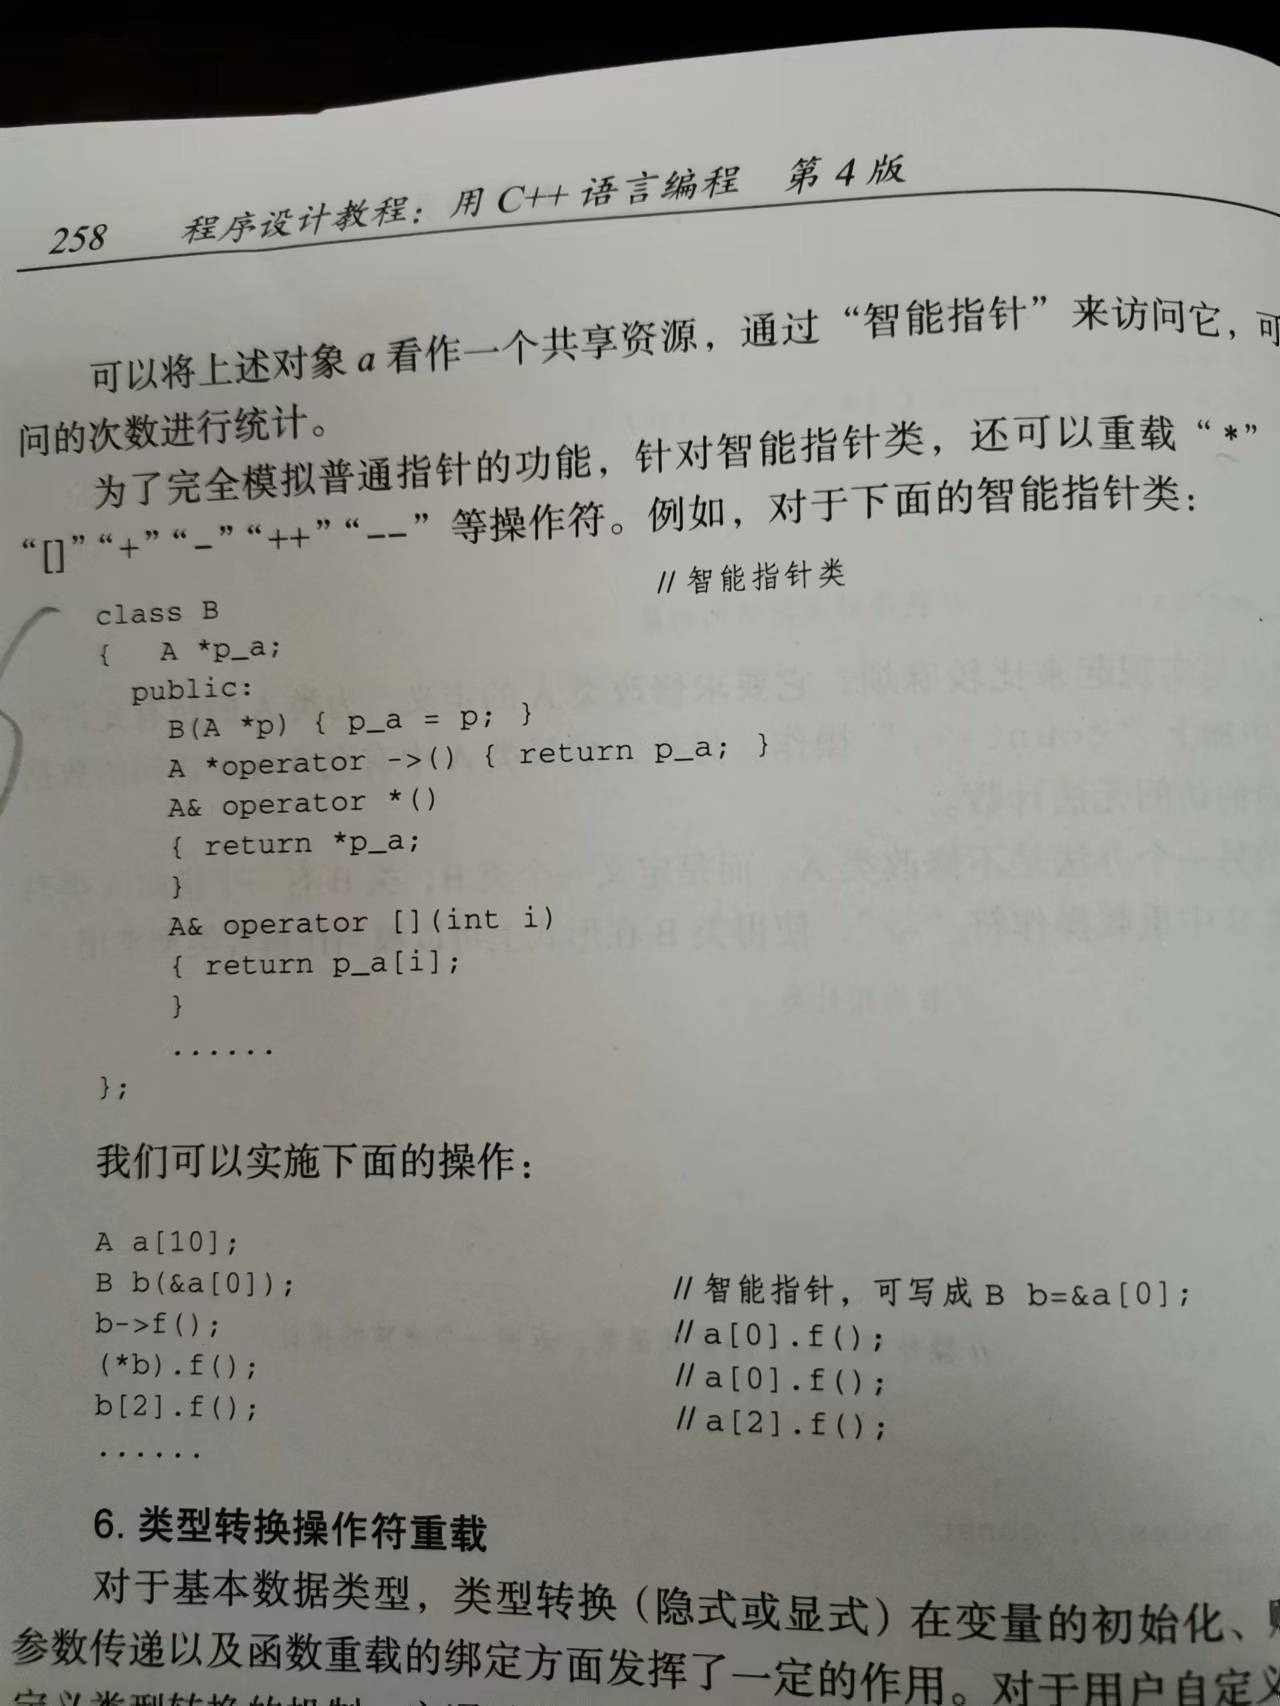 258 程序设计教程：用 C++ 语言编程 第 4 版
可以将上述对象 a 看作一个共享资源，通过“智能指针”来访问它，可
问的次数进行统计。
为了完全模拟普通指针的功能，针对智能指针类，还可以重载“*”
“[]”“+”“-”“++”“--”等操作符。例如，对于下面的智能指针类：
class B // 智能指针类
{ A *p_a;
public:
B(A *p) { p_a = p; }
A *operator ->() { return p_a; }
A& operator *()
{ return *p_a;
}
A& operator [](int i)
{ return p_a[i];
}
......
};
我们可以实施下面的操作：
A a[10];
B b(&a[0]); // 智能指针，可写成 B b=&a[0];
b->f(); //a[0].f();
(*b).f(); //a[0].f();
b[2].f(); //a[2].f();
......
6. 类型转换操作符重载
对于基本数据类型，类型转换（隐式或显式）在变量的初始化、
参数传递以及函数重载的绑定方面发挥了一定的作用。对于用户自定义